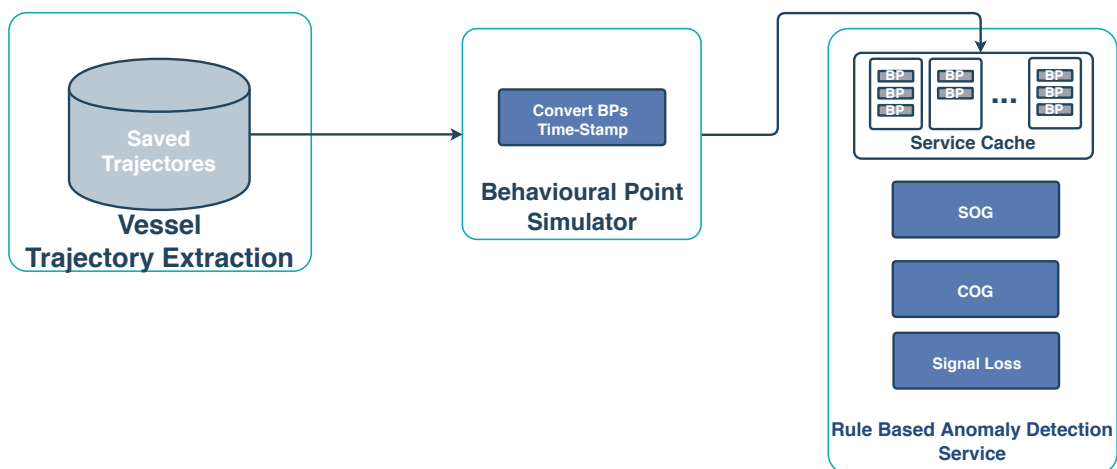 Saved
Trajectores
Vessel
Trajectory Extraction
Convert BPs
Time-Stamp
Behavioural Point
Simulator
BP BP BP
BP BP ... BP
BP BP
Service Cache
SOG
COG
Signal Loss
Rule Based Anomaly Detection
Service